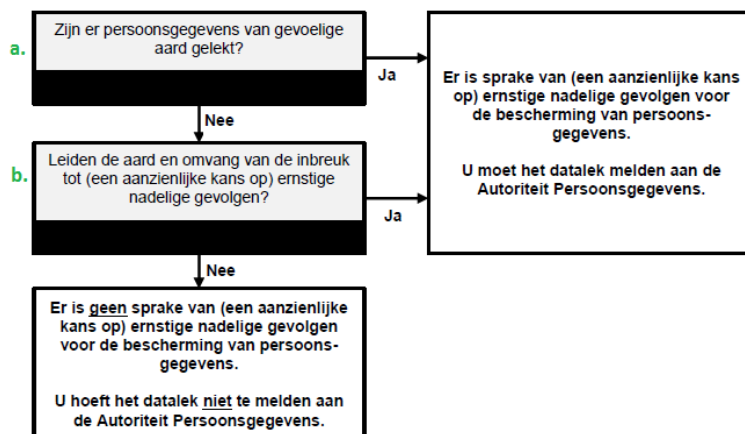 a.
Zijn er persoonsgegevens van gevoelige
aard gelekt?
Ja
Nee
b.
Leiden de aard en omvang van de inbreuk
tot (een aanzienlijke kans op) ernstige
nadelige gevolgen?
Ja
Nee
Er is sprake van (een aanzienlijke kans
op) ernstige nadelige gevolgen voor
de bescherming van persoons-
gegevens.
U moet het datalek melden aan de
Autoriteit Persoonsgegevens.
Er is geen sprake van (een aanzienlijke
kans op) ernstige nadelige gevolgen
voor de bescherming van persoons-
gegevens.
U hoeft het datalek niet te melden aan
de Autoriteit Persoonsgegevens.